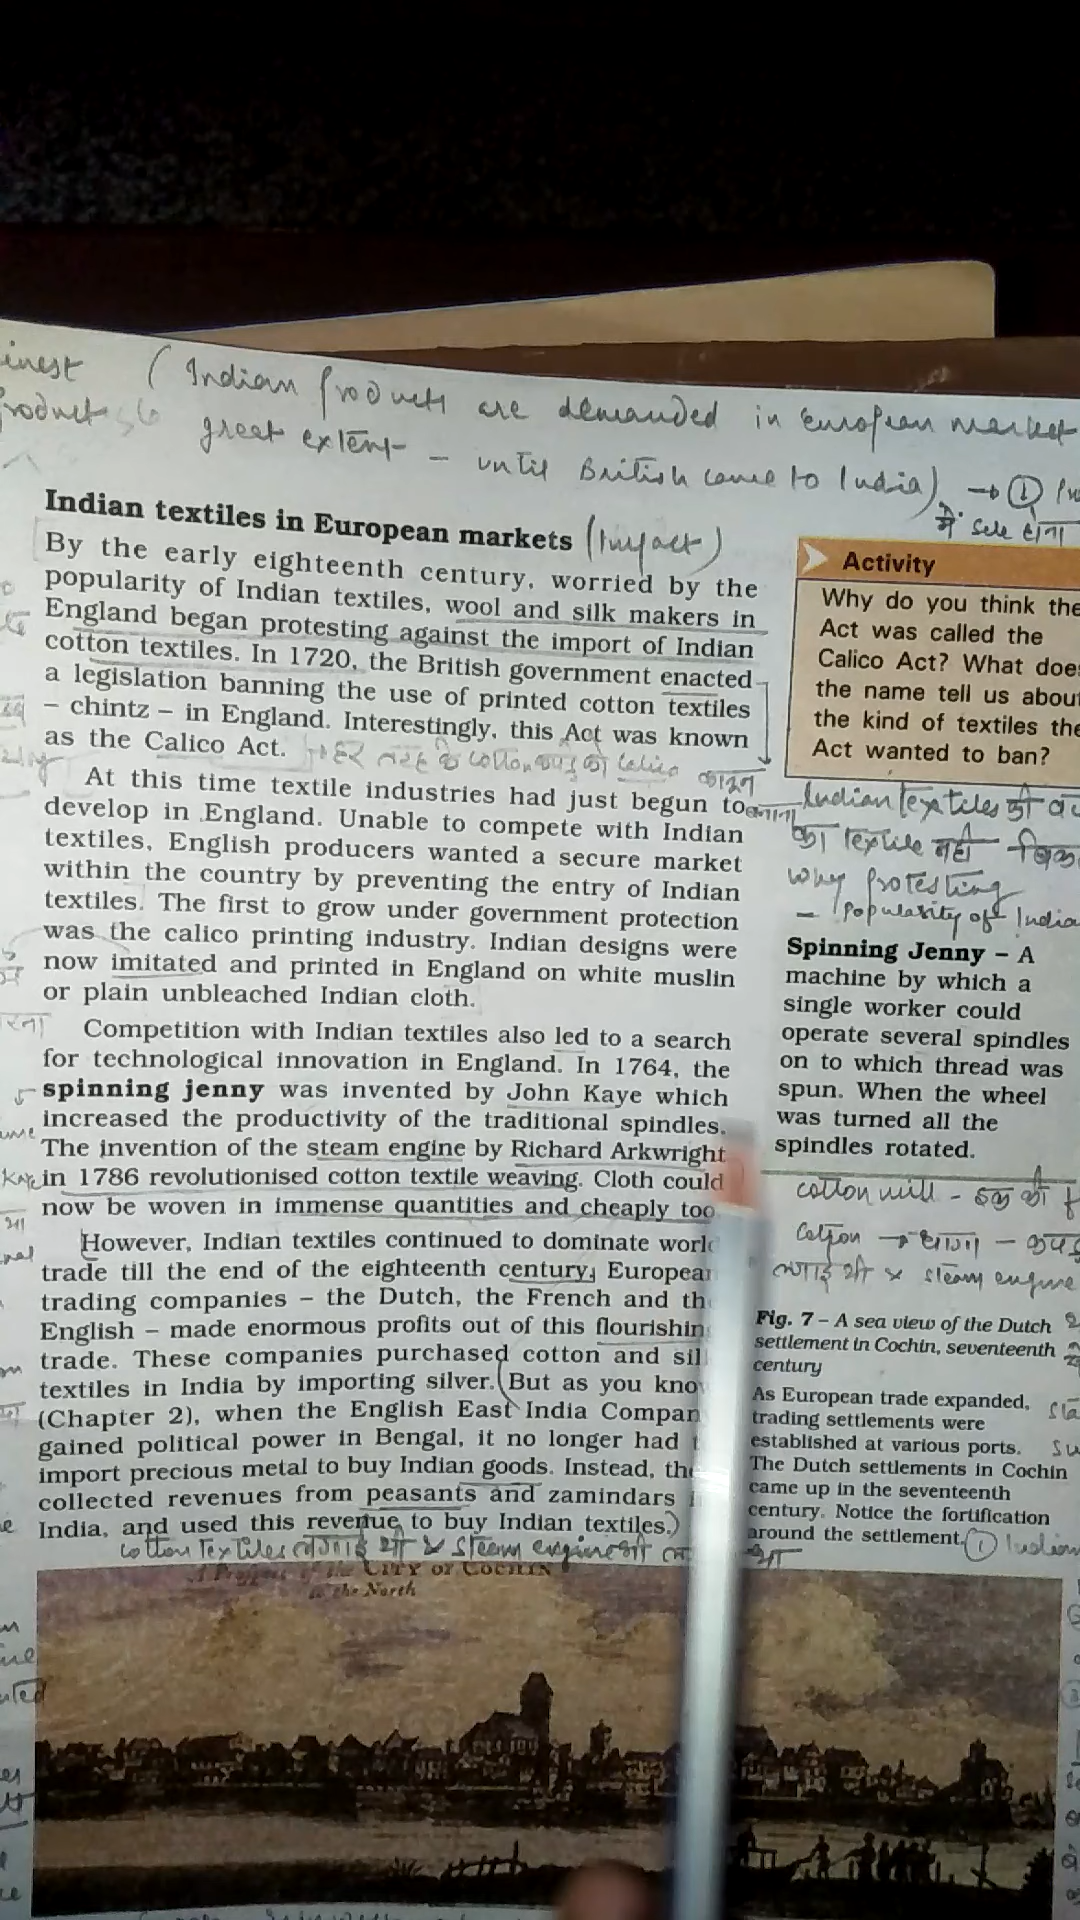 (Indian products are demanded in European market
great extent - until British came to India) → ①
में sale होना
Indian textiles in European markets (Impact)
By the early eighteenth century, worried by the
popularity of Indian textiles, wool and silk makers in
England began protesting against the import of Indian
cotton textiles. In 1720, the British government enacted
a legislation banning the use of printed cotton textiles
– chintz – in England. Interestingly, this Act was known
as the Calico Act.
At this time textile industries had just begun to
develop in England. Unable to compete with Indian
textiles, English producers wanted a secure market
within the country by preventing the entry of Indian
textiles. The first to grow under government protection
was the calico printing industry. Indian designs were
now imitated and printed in England on white muslin
or plain unbleached Indian cloth.
Competition with Indian textiles also led to a search
for technological innovation in England. In 1764, the
spinning jenny was invented by John Kaye which
increased the productivity of the traditional spindles.
The invention of the steam engine by Richard Arkwright
in 1786 revolutionised cotton textile weaving. Cloth could
now be woven in immense quantities and cheaply too
However, Indian textiles continued to dominate world
trade till the end of the eighteenth century. European
trading companies – the Dutch, the French and the
English – made enormous profits out of this flourishin
trade. These companies purchased cotton and sil
textiles in India by importing silver. (But as you know
(Chapter 2), when the English East India Compan
gained political power in Bengal, it no longer had t
import precious metal to buy Indian goods. Instead, the
collected revenues from peasants and zamindars
India, and used this revenue to buy Indian textiles.)
cotton textiles steam engine
Activity
Why do you think the
Act was called the
Calico Act? What does
the name tell us about
the kind of textiles the
Act wanted to ban?
Indian textiles
का textile नहीं
why protesting
- Popularity of India
Spinning Jenny – A
machine by which a
single worker could
operate several spindles
on to which thread was
spun. When the wheel
was turned all the
spindles rotated.
cotton mill -
cotton → धागा -
steam engine
Fig. 7 – A sea view of the Dutch
settlement in Cochin, seventeenth
century
As European trade expanded,
trading settlements were
established at various ports.
The Dutch settlements in Cochin
came up in the seventeenth
century. Notice the fortification
around the settlement.
① Indian
CITY OF COCHIN
the North